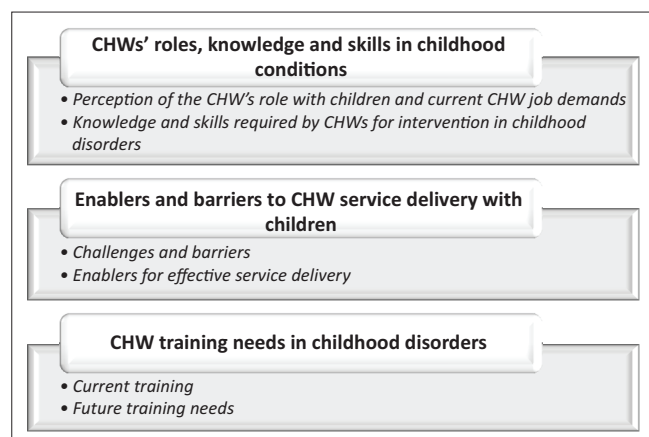 CHWs' roles, knowledge and skills in childhood
conditions
• Perception of the CHW's role with children and current CHW job demands
• Knowledge and skills required by CHWs for intervention in childhood
disorders
Enablers and barriers to CHW service delivery with
children
• Challenges and barriers
• Enablers for effective service delivery
CHW training needs in childhood disorders
• Current training
• Future training needs